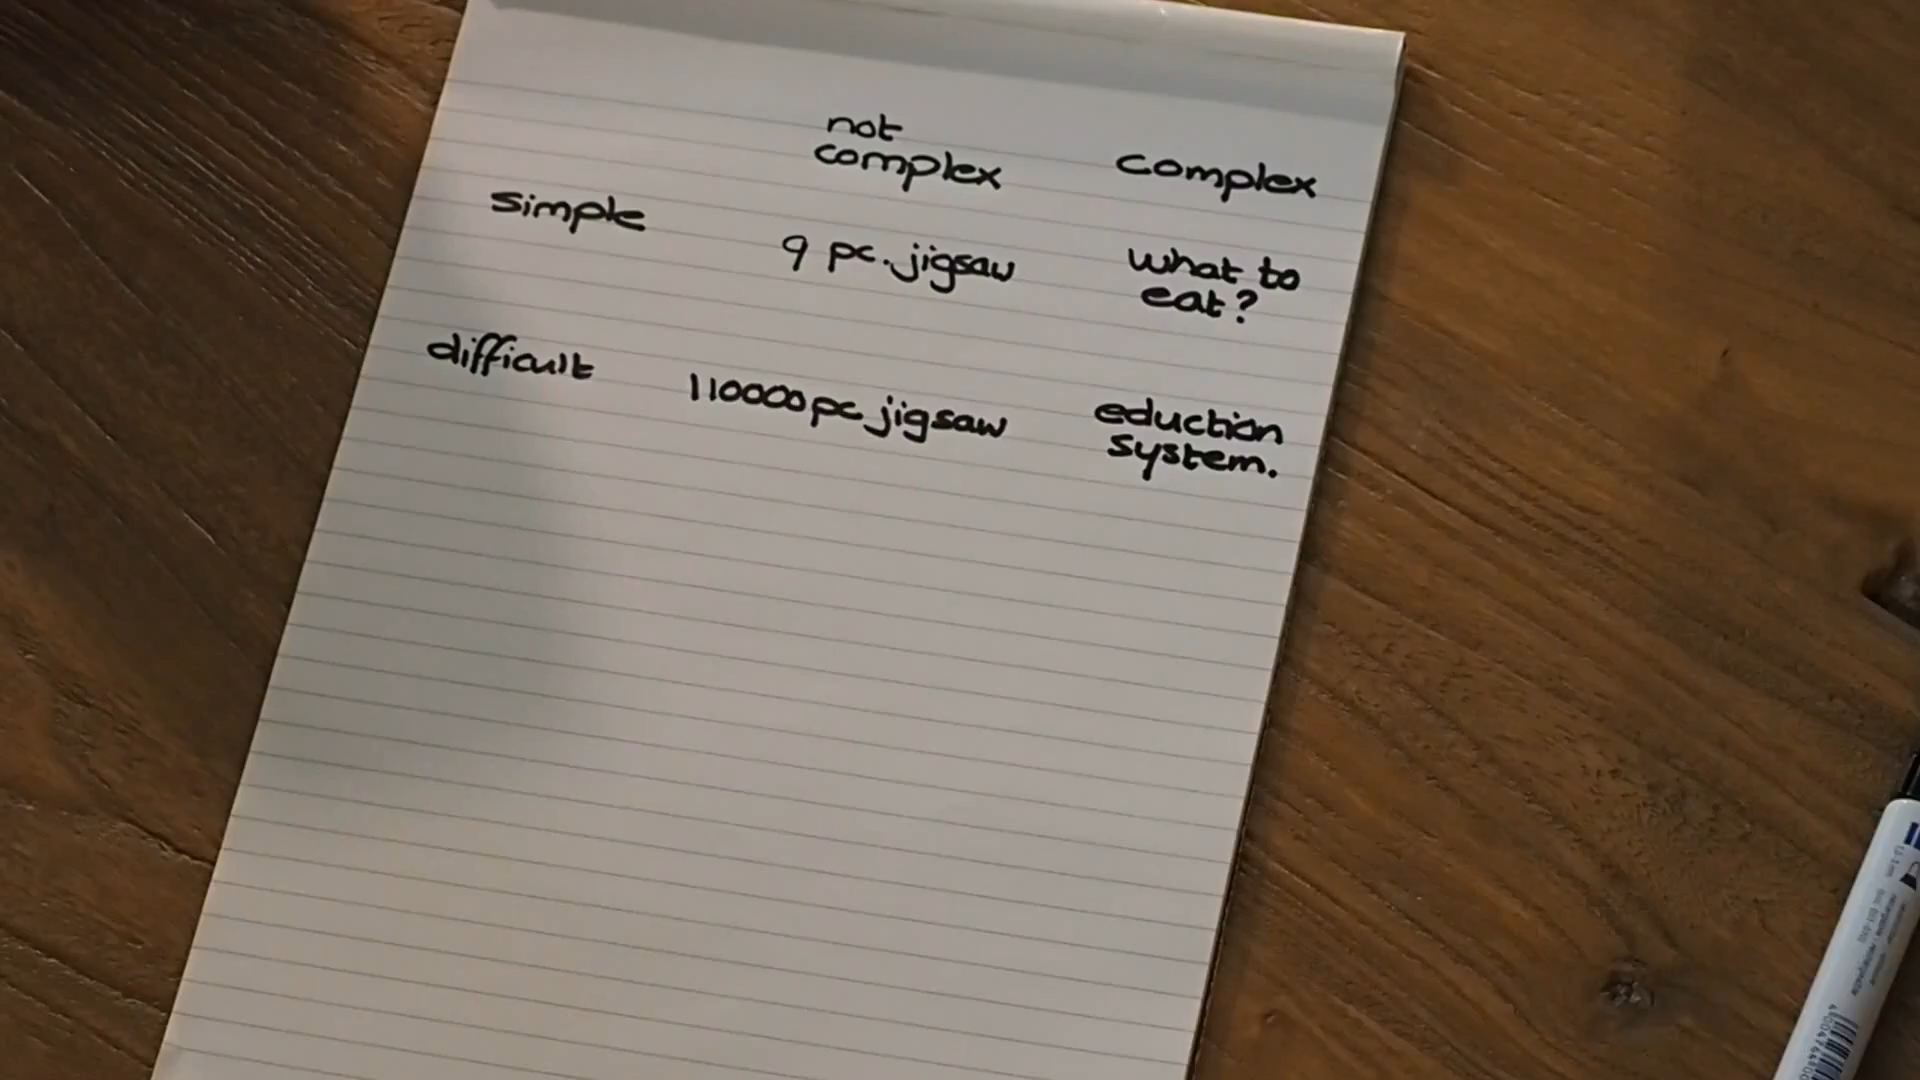 not
complex
complex
simple
9 pc. jigsaw
what to
eat?
difficult
110000 pc jigsaw
eduction
system.